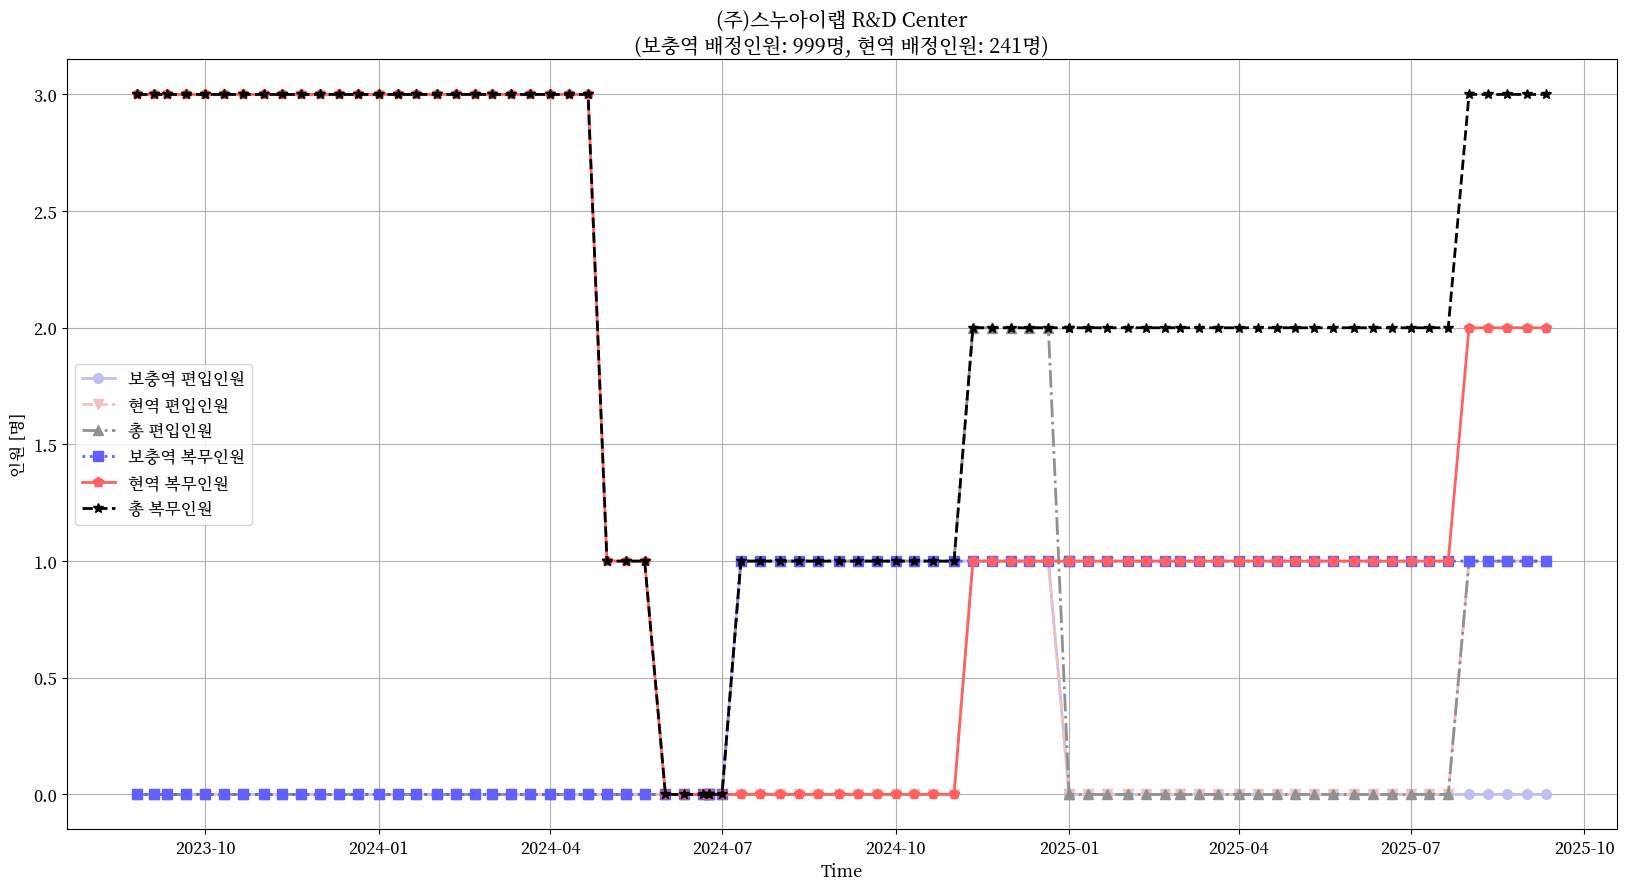 (주)스누아이랩 R&D Center
(보충역 배정인원: 999명, 현역 배정인원: 241명)
3.0
2.5
2.0
1.5
1.0
0.5
0.0
인원 [명]
보충역 편입인원
현역 편입인원
총 편입인원
보충역 복무인원
현역 복무인원
총 복무인원
2023-10
2024-01
2024-04
2024-07
2024-10
2025-01
2025-04
2025-07
2025-10
Time